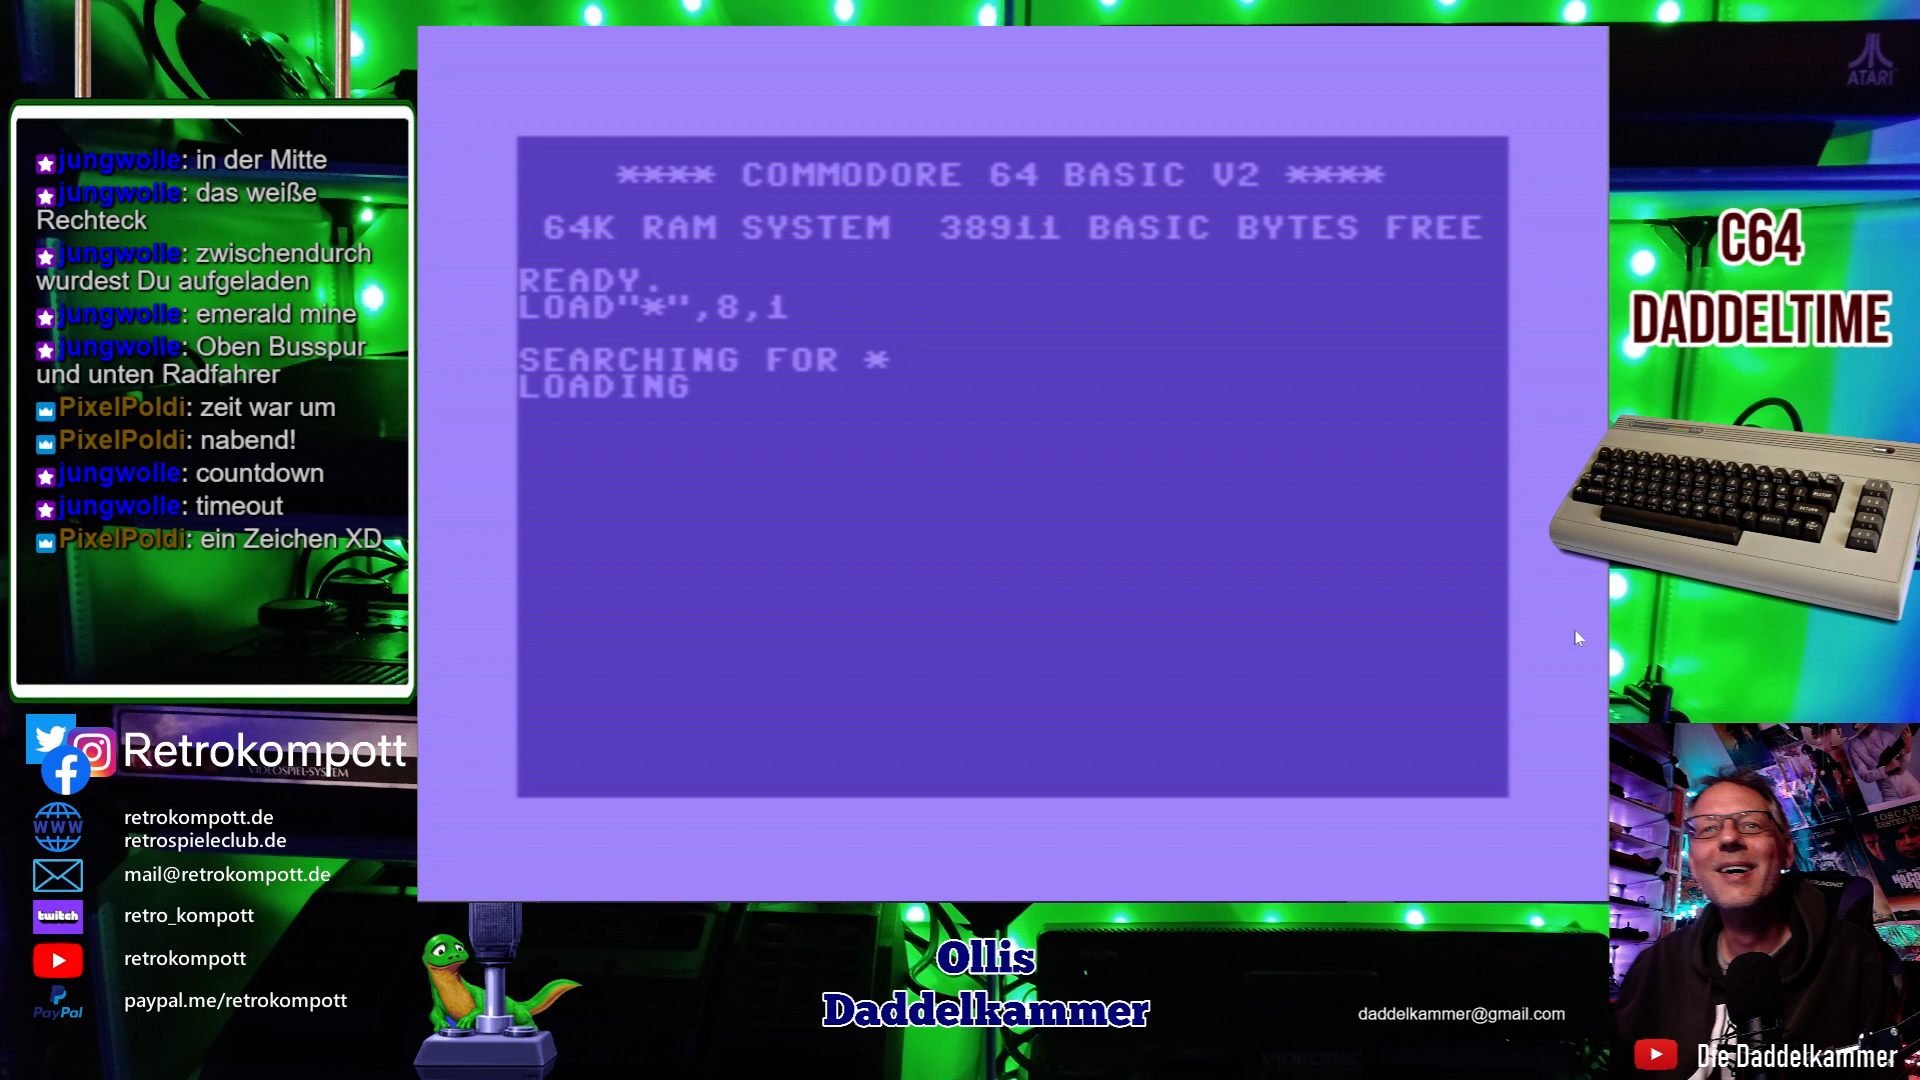 jungwolle: in der Mitte
jungwolle: das weiße
Rechteck
jungwolle: zwischendurch
wurdest Du aufgeladen
jungwolle: emerald mine
jungwolle: Oben Busspur
und unten Radfahrer
PixelPoldi: zeit war um
PixelPoldi: nabend!
jungwolle: countdown
jungwolle: timeout
PixelPoldi: ein Zeichen XD
Retrokompott
VIDEOSPIEL-SYSTEM
WWW
retrokompott.de
retrospieleclub.de
mail@retrokompott.de
twitch
retro_kompott
retrokompott
PayPal
paypal.me/retrokompott
**** COMMODORE 64 BASIC V2 ****
64K RAM SYSTEM 38911 BASIC BYTES FREE
READY.
LOAD"*",8,1
SEARCHING FOR *
LOADING
ATARI
C64
DADDELTIME
Ollis
Daddelkammer
daddelkammer@gmail.com
Die Daddelkammer